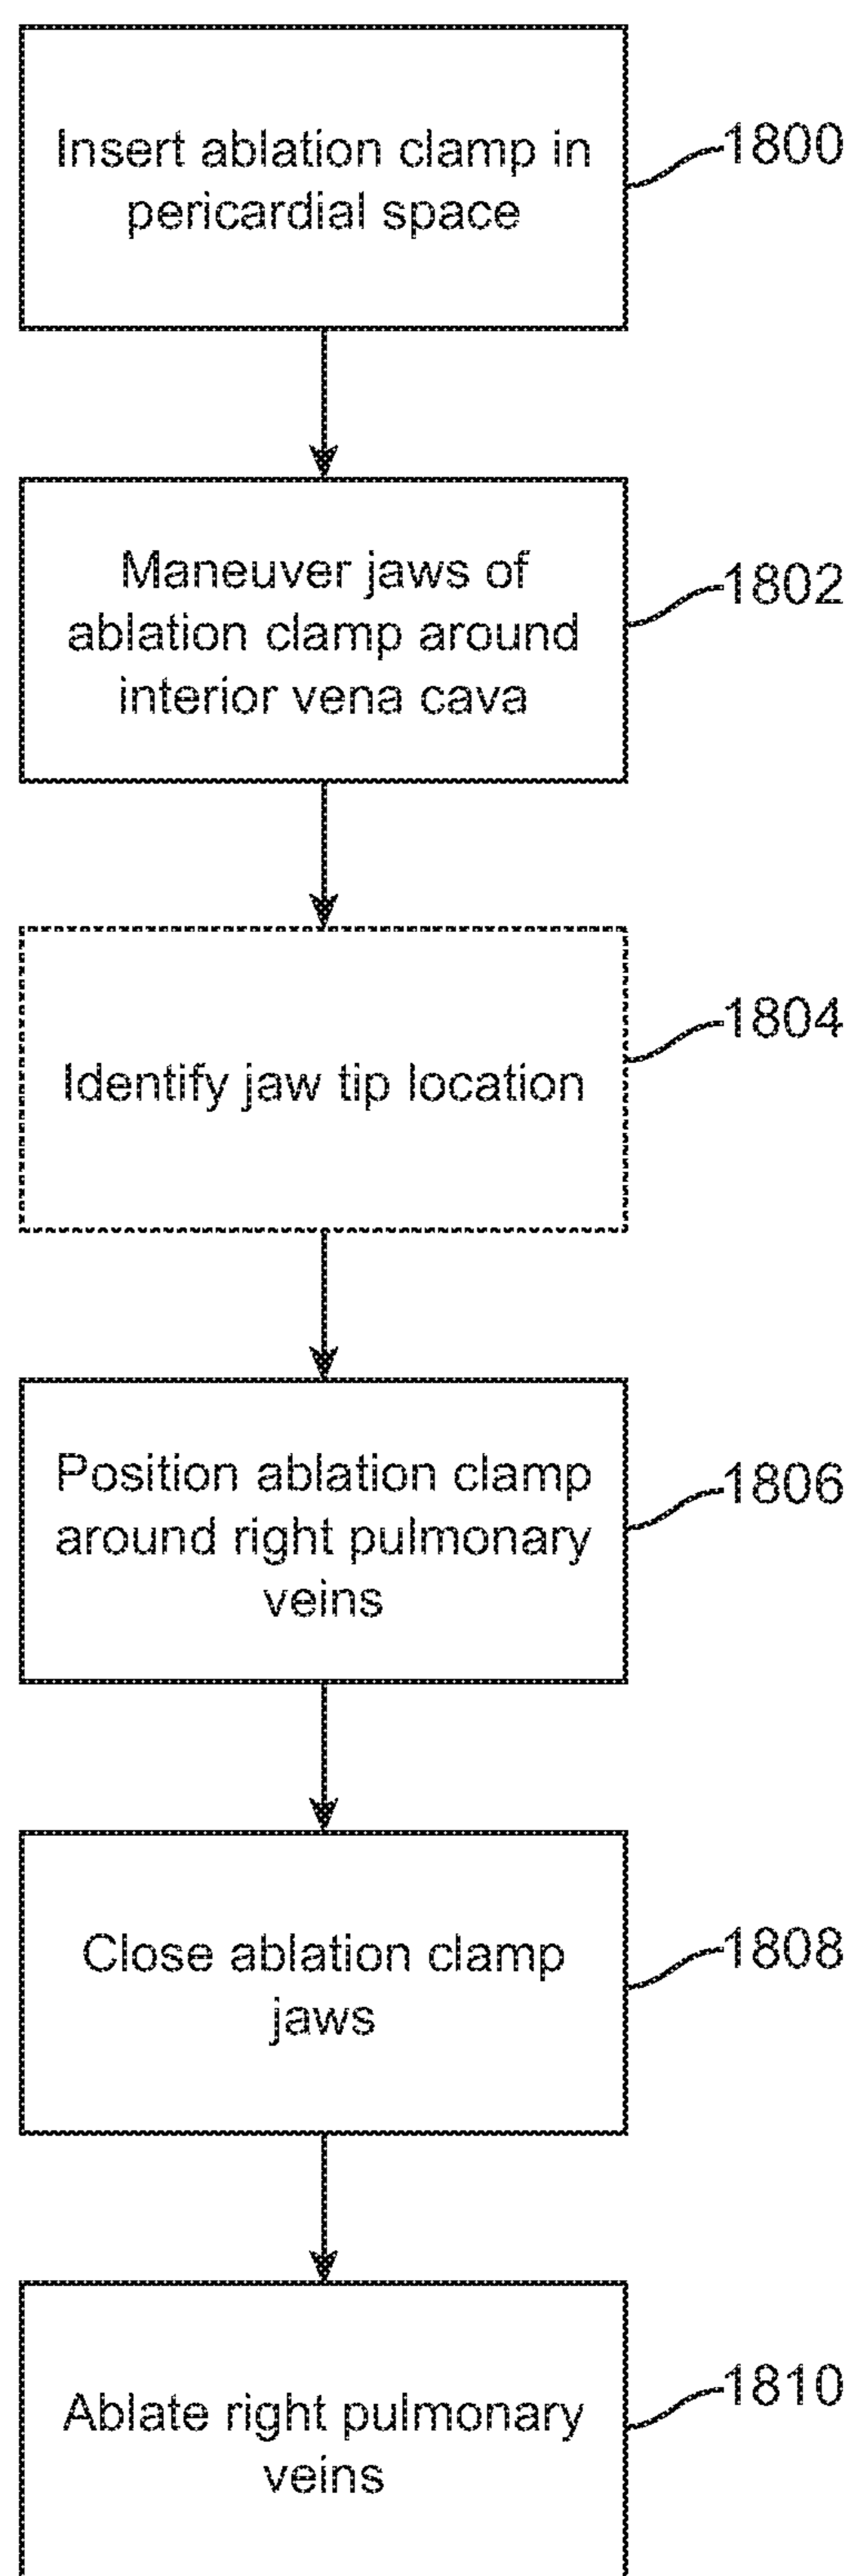 Insert ablation clamp in
pericardial space
1800
Maneuver jaws of
ablation clamp around
interior vena cava
1802
Identify jaw tip location
1804
Position ablation clamp
around right pulmonary
veins
1806
Close ablation clamp
jaws
1808
Ablate right pulmonary
veins
1810